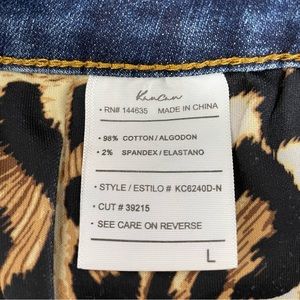 KanCan
• RN# 144635 MADE IN CHINA
• 98% COTTON / ALGODON
• 2% SPANDEX / ELASTANO
• STYLE / ESTILO # KC6240D-N
• CUT # 39215
• SEE CARE ON REVERSE
L